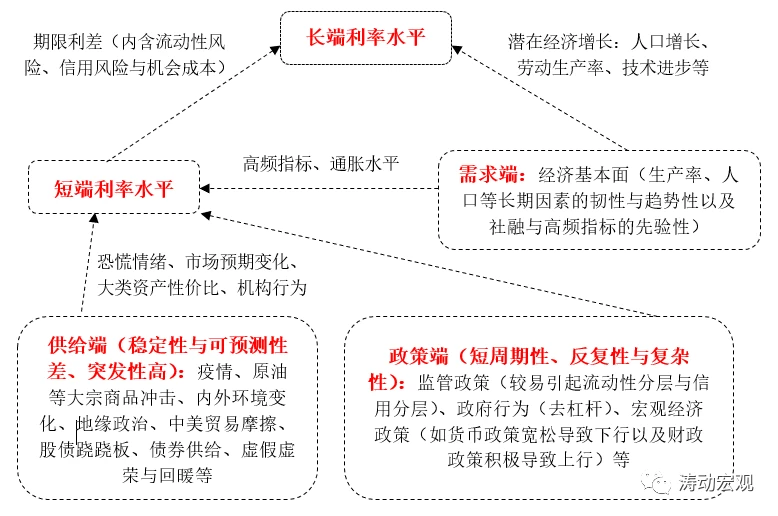 长端利率水平
期限利差（内含流动性风
险、信用风险与机会成本）
潜在经济增长：人口增长、
劳动生产率、技术进步等
短端利率水平
高频指标、通胀水平
需求端：经济基本面（生产率、人
口等长期因素的韧性与趋势性以及
社融与高频指标的先验性）
恐慌情绪、市场预期变化、
大类资产性价比、机构行为
供给端（稳定性与可预测性
差、突发性高）：疫情、原油
等大宗商品冲击、内外环境变
化、地缘政治、中美贸易摩擦、
股债跷跷板、债券供给、虚假虚
荣与回暖等
政策端（短周期性、反复性与复杂
性）：监管政策（较易引起流动性分层与信
用分层）、政府行为（去杠杆）、宏观经济
政策（如货币政策宽松导致下行以及财政
政策积极导致上行）等
涛动宏观